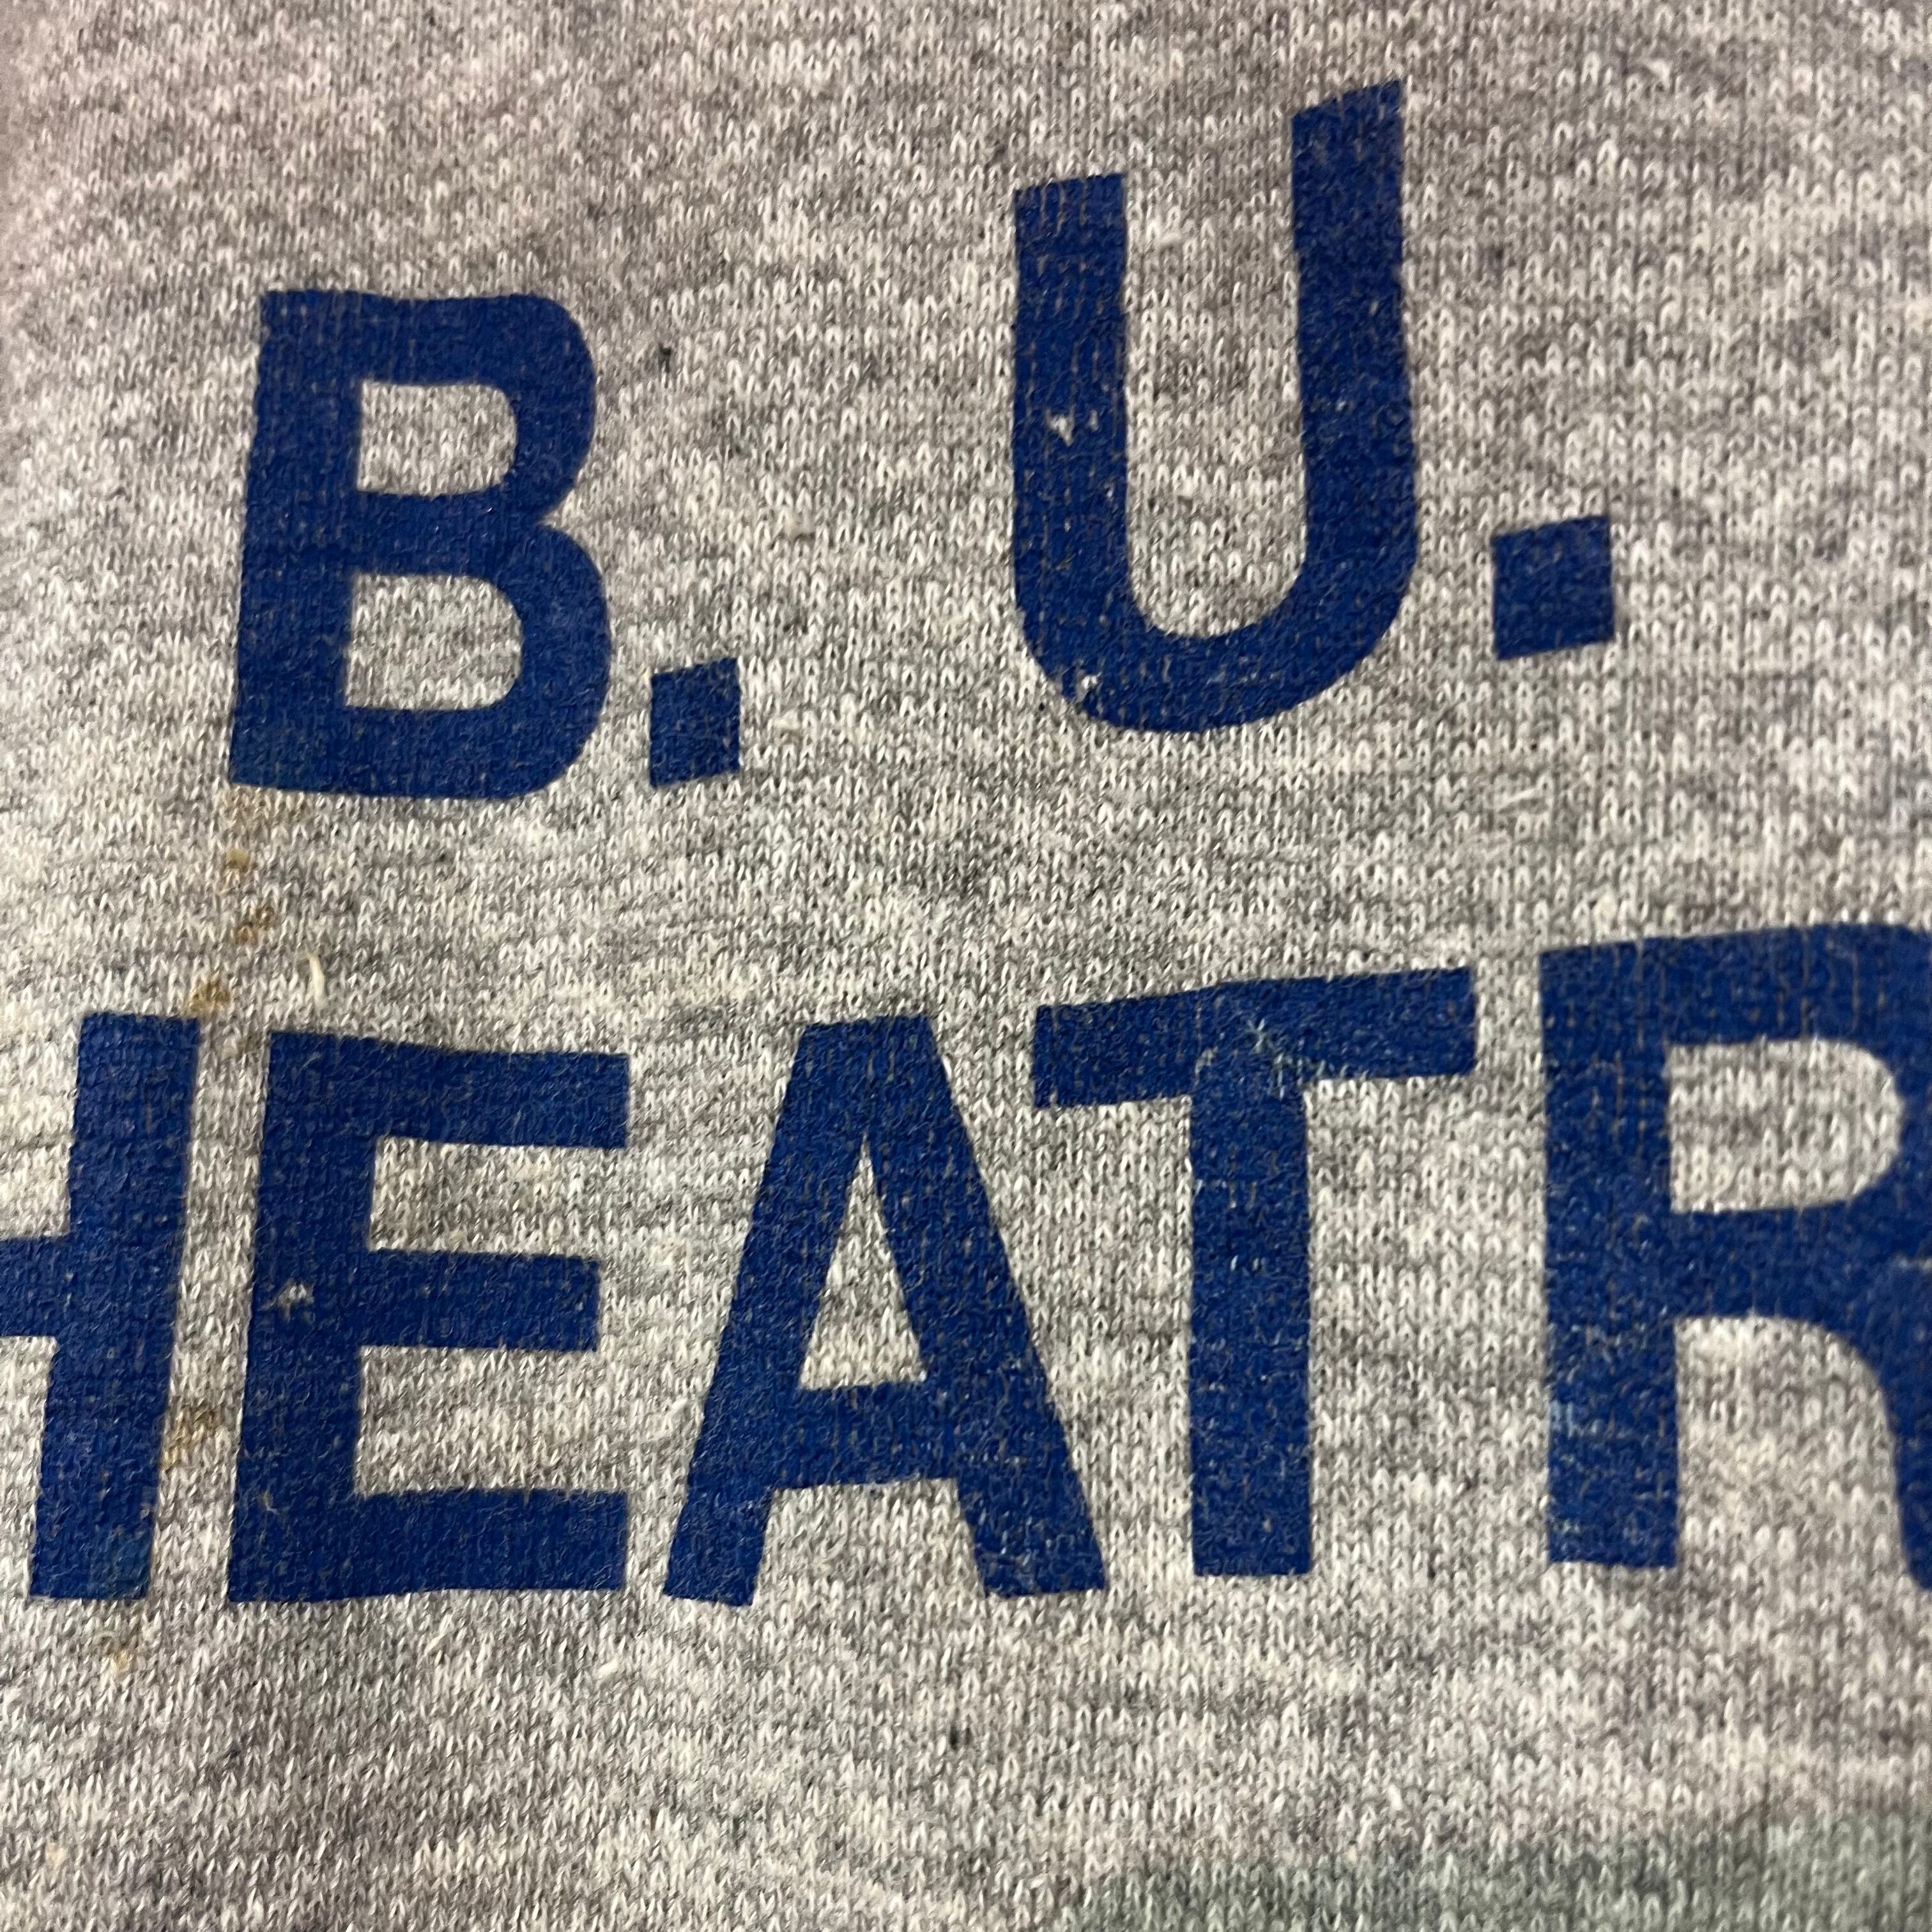 B. U.
HEATR